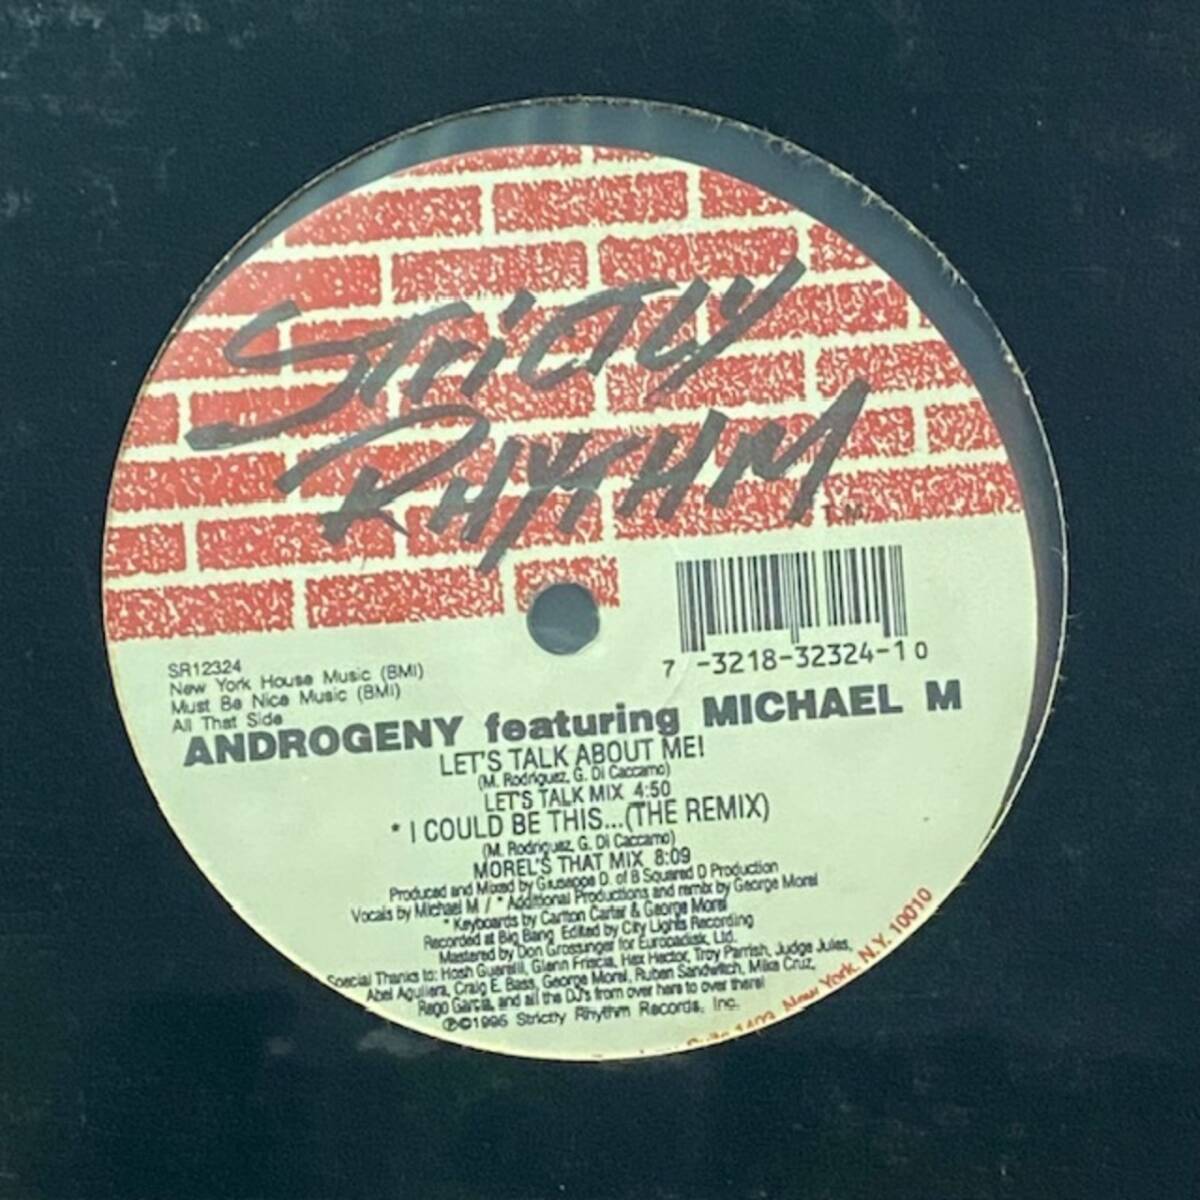 STRICTLY
RHYTHM
TM
7 -3218-32324-1 0
SR12324
New York House Music (BMI)
Must Be Nice Music (BMI)
All That Side
ANDROGENY featuring MICHAEL M
LET'S TALK ABOUT ME!
(M. Rodriguez, G. Di Caccamo)
LET'S TALK MIX 4:50
* I COULD BE THIS...(THE REMIX)
(M. Rodriguez, G. Di Caccamo)
MOREL'S THAT MIX 8:09
Produced and Mixed by Giuseppe D. of B Squared D Production
Vocals by Michael M / * Additional Productions and remix by George Morel
* Keyboards by Carlton Carter & George Morel
Recorded at Big Bang Edited by City Lights Recording
Mastered by Don Grossinger for Europadisk, Ltd.
Special Thanks to: Hosh Guarelli, Glenn Friscia, Hex Hector, Troy Parrish, Judge Jules,
Abel Aguilera, Craig E. Bass, George Morel, Ruben Sandwitch, Mike Cruz,
Rego Garcia, and all the DJ's from over here to over there!
℗©1995 Strictly Rhythm Records, Inc.
Suite 1403, New York N.Y. 10010